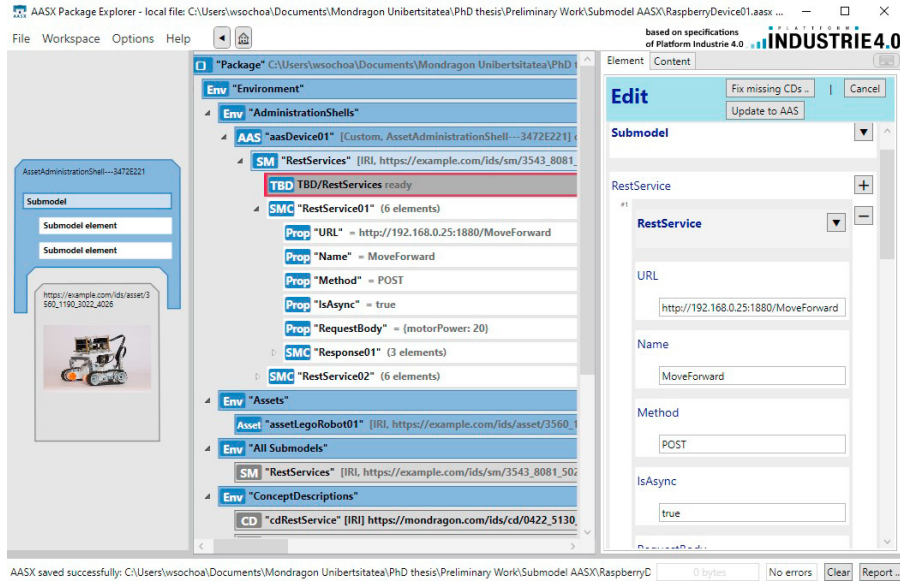 AASX Package Explorer - local file: C:\Users\wsochoa\Documents\Mondragon Unibertsitatea\PhD thesis\Preliminary Work\Submodel AASX\RaspberryDevice01.aasx ...
File Workspace Options Help
based on specifications
of Platform Industrie 4.0
PLATTFORM
INDUSTRIE4.0
AssetAdministrationShell---3472E221
Submodel
Submodel element
Submodel element
https://example.com/ids/asset/3
560_1190_3022_4026
"Package" C:\Users\wsochoa\Documents\Mondragon Unibertsitatea\PhD t
Env "Environment"
Env "AdministrationShells"
AAS "aasDevice01" [Custom, AssetAdministrationShell---3472E221]
SM "RestServices" [IRI, https://example.com/ids/sm/3543_8081_
TBD TBD/RestServices ready
SMC "RestService01" (6 elements)
Prop "URL" = http://192.168.0.25:1880/MoveForward
Prop "Name" = MoveForward
Prop "Method" = POST
Prop "IsAsync" = true
Prop "RequestBody" = {motorPower: 20}
SMC "Response01" (3 elements)
SMC "RestService02" (6 elements)
Env "Assets"
Asset "assetLegoRobot01" [IRI, https://example.com/ids/asset/3560_1
Env "All Submodels"
SM "RestServices" [IRI, https://example.com/ids/sm/3543_8081_502
Env "ConceptDescriptions"
CD "cdRestService" [IRI] https://mondragon.com/ids/cd/0422_5130_
Element Content
Edit
Fix missing CDs .. | Cancel
Update to AAS
Submodel
RestService
+
#1
RestService
URL
http://192.168.0.25:1880/MoveForward
Name
MoveForward
Method
POST
IsAsync
true
RequestBody
AASX saved successfully: C:\Users\wsochoa\Documents\Mondragon Unibertsitatea\PhD thesis\Preliminary Work\Submodel AASX\RaspberryD
0 bytes
No errors
Clear
Report ..